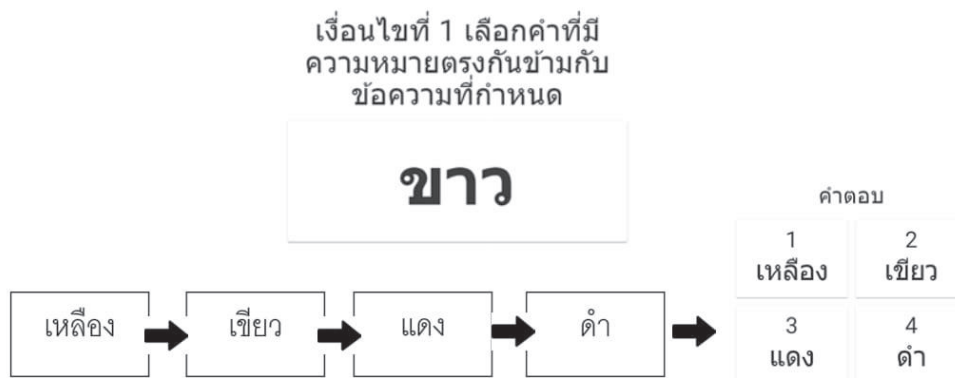 เงื่อนไขที่ 1 เลือกคำที่มี
ความหมายตรงกันข้ามกับ
ข้อความที่กำหนด
ขาว
เหลือง
เขียว
แดง
ดำ
คำตอบ
1
เหลือง
2
เขียว
3
แดง
4
ดำ